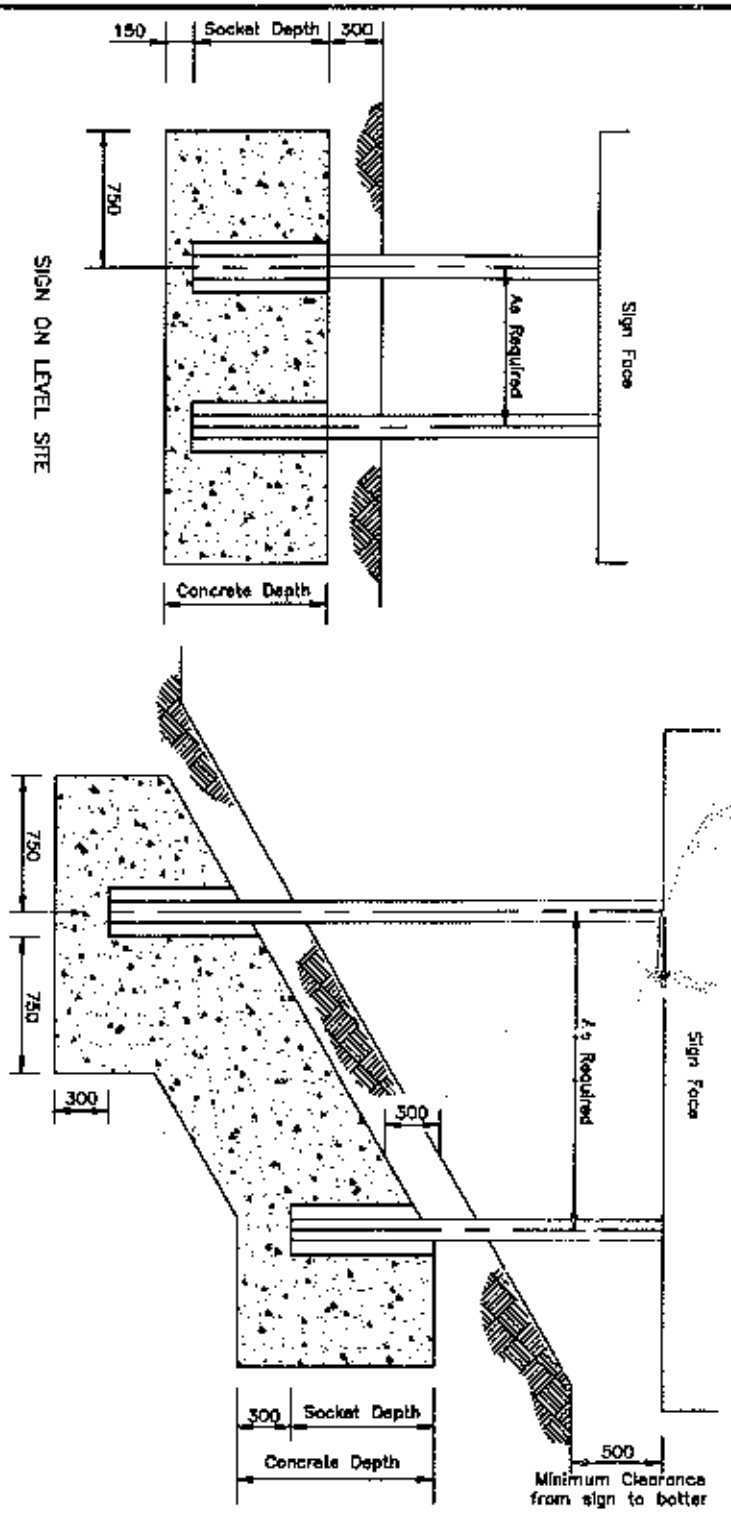 150
Socket Depth
300
750
As Required
Sign Face
SIGN ON LEVEL SITE
Concrete Depth
750
750
300
300
As Required
Sign Face
300
Socket Depth
Concrete Depth
500
Minimum Clearance
from sign to batter